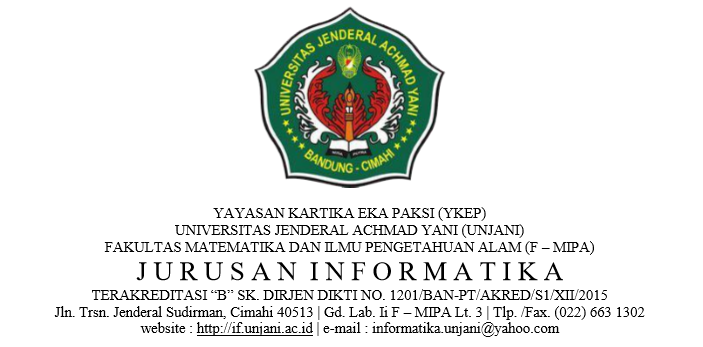 UNIVERSITAS JENDERAL ACHMAD YANI
BANDUNG - CIMAHI
YAYASAN KARTIKA EKA PAKSI (YKEP)
UNIVERSITAS JENDERAL ACHMAD YANI (UNJANI)
FAKULTAS MATEMATIKA DAN ILMU PENGETAHUAN ALAM (F – MIPA)
JURUSAN INFORMATIKA
TERAKREDITASI “B” SK. DIRJEN DIKTI NO. 1201/BAN-PT/AKRED/S1/XII/2015
Jln. Trsn. Jenderal Sudirman, Cimahi 40513 | Gd. Lab. Ii F – MIPA Lt. 3 | Tlp. /Fax. (022) 663 1302
website : http://if.unjani.ac.id | e-mail : informatika.unjani@yahoo.com